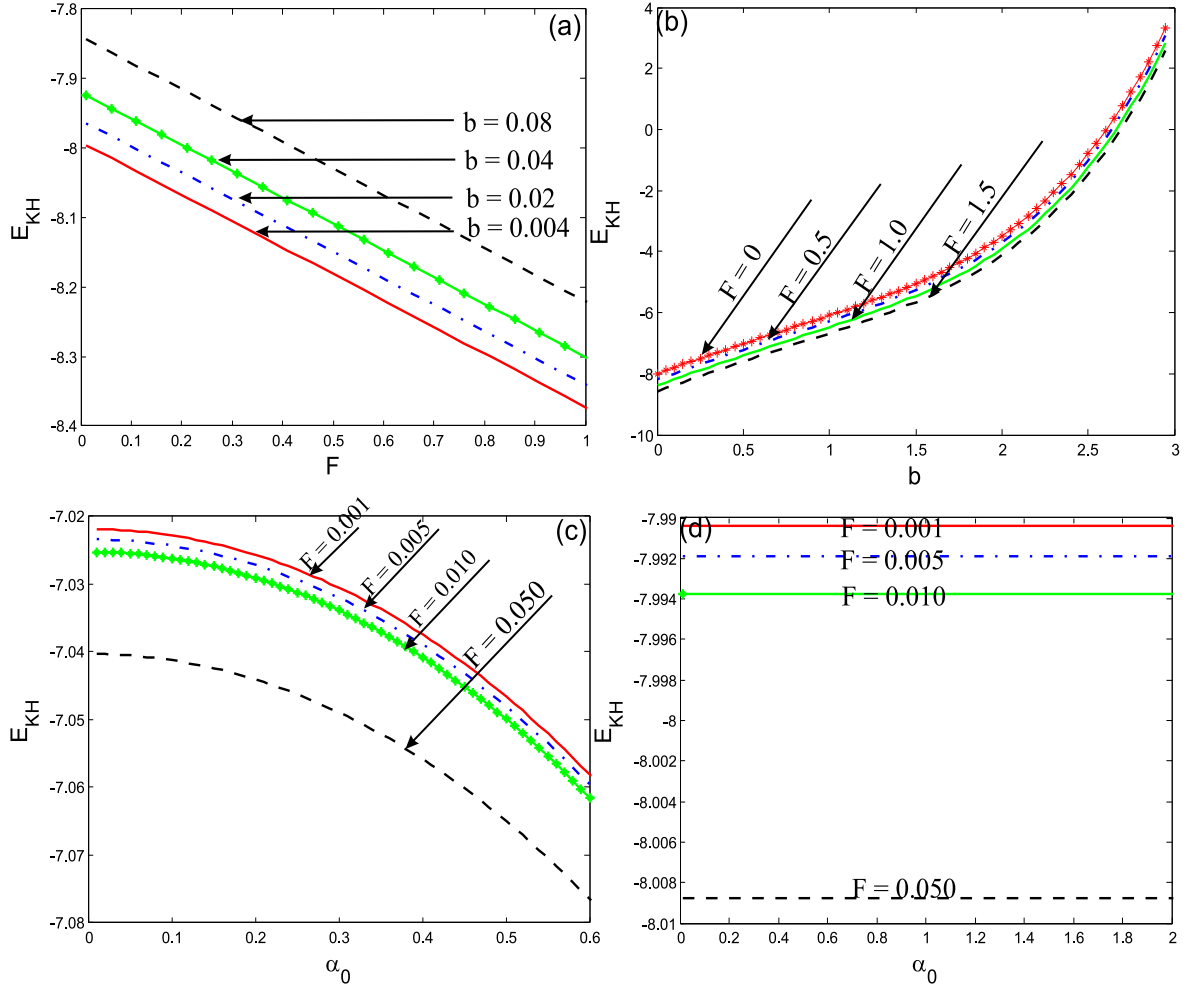 (a)
-7.8
-7.9
-8
-8.1
-8.2
-8.3
-8.4
E_KH
b = 0.08
b = 0.04
b = 0.02
b = 0.004
0 0.1 0.2 0.3 0.4 0.5 0.6 0.7 0.8 0.9 1
F
(b)
4
2
0
-2
-4
-6
-8
-10
E_KH
F = 0
F = 0.5
F = 1.0
F = 1.5
0 0.5 1 1.5 2 2.5 3
b
(c)
-7.02
-7.03
-7.04
-7.05
-7.06
-7.07
-7.08
E_KH
F = 0.001
F = 0.005
F = 0.010
F = 0.050
0 0.1 0.2 0.3 0.4 0.5 0.6
α_0
(d)
-7.99
-7.992
-7.994
-7.996
-7.998
-8
-8.002
-8.004
-8.006
-8.008
-8.01
E_KH
F = 0.001
F = 0.005
F = 0.010
F = 0.050
0 0.2 0.4 0.6 0.8 1 1.2 1.4 1.6 1.8 2
α_0